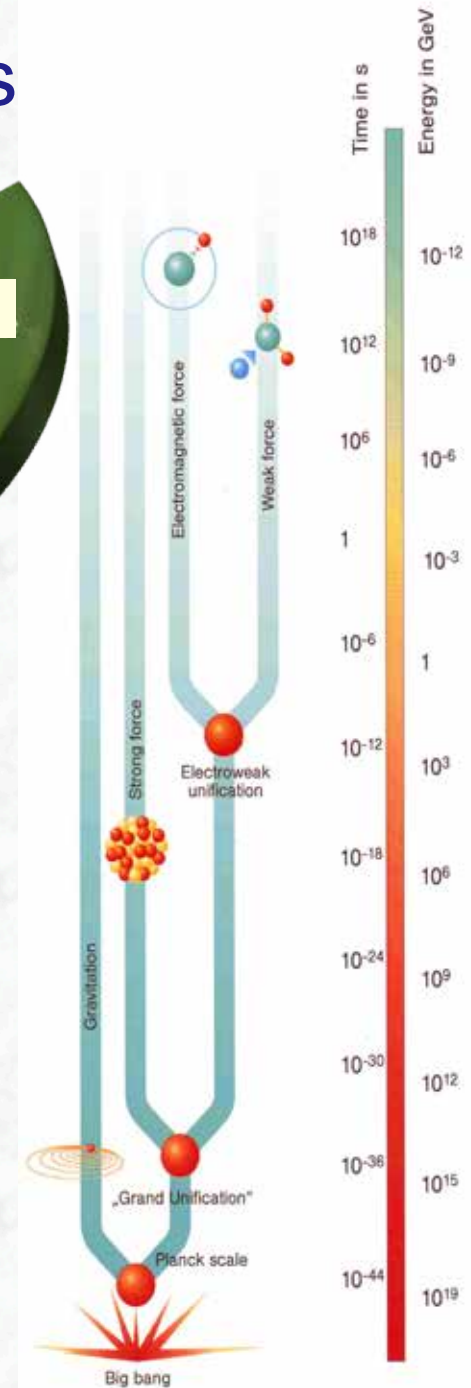 s
Time in s
Energy in GeV
10¹⁸
10⁻¹²
10¹²
10⁻⁹
10⁶
10⁻⁶
1
10⁻³
10⁻⁶
1
10⁻¹²
10³
10⁻¹⁸
10⁶
10⁻²⁴
10⁹
10⁻³⁰
10¹²
10⁻³⁶
10¹⁵
10⁻⁴⁴
10¹⁹
Electromagnetic force
Weak force
Strong force
Gravitation
Electroweak
unification
„Grand Unification"
Planck scale
Big bang